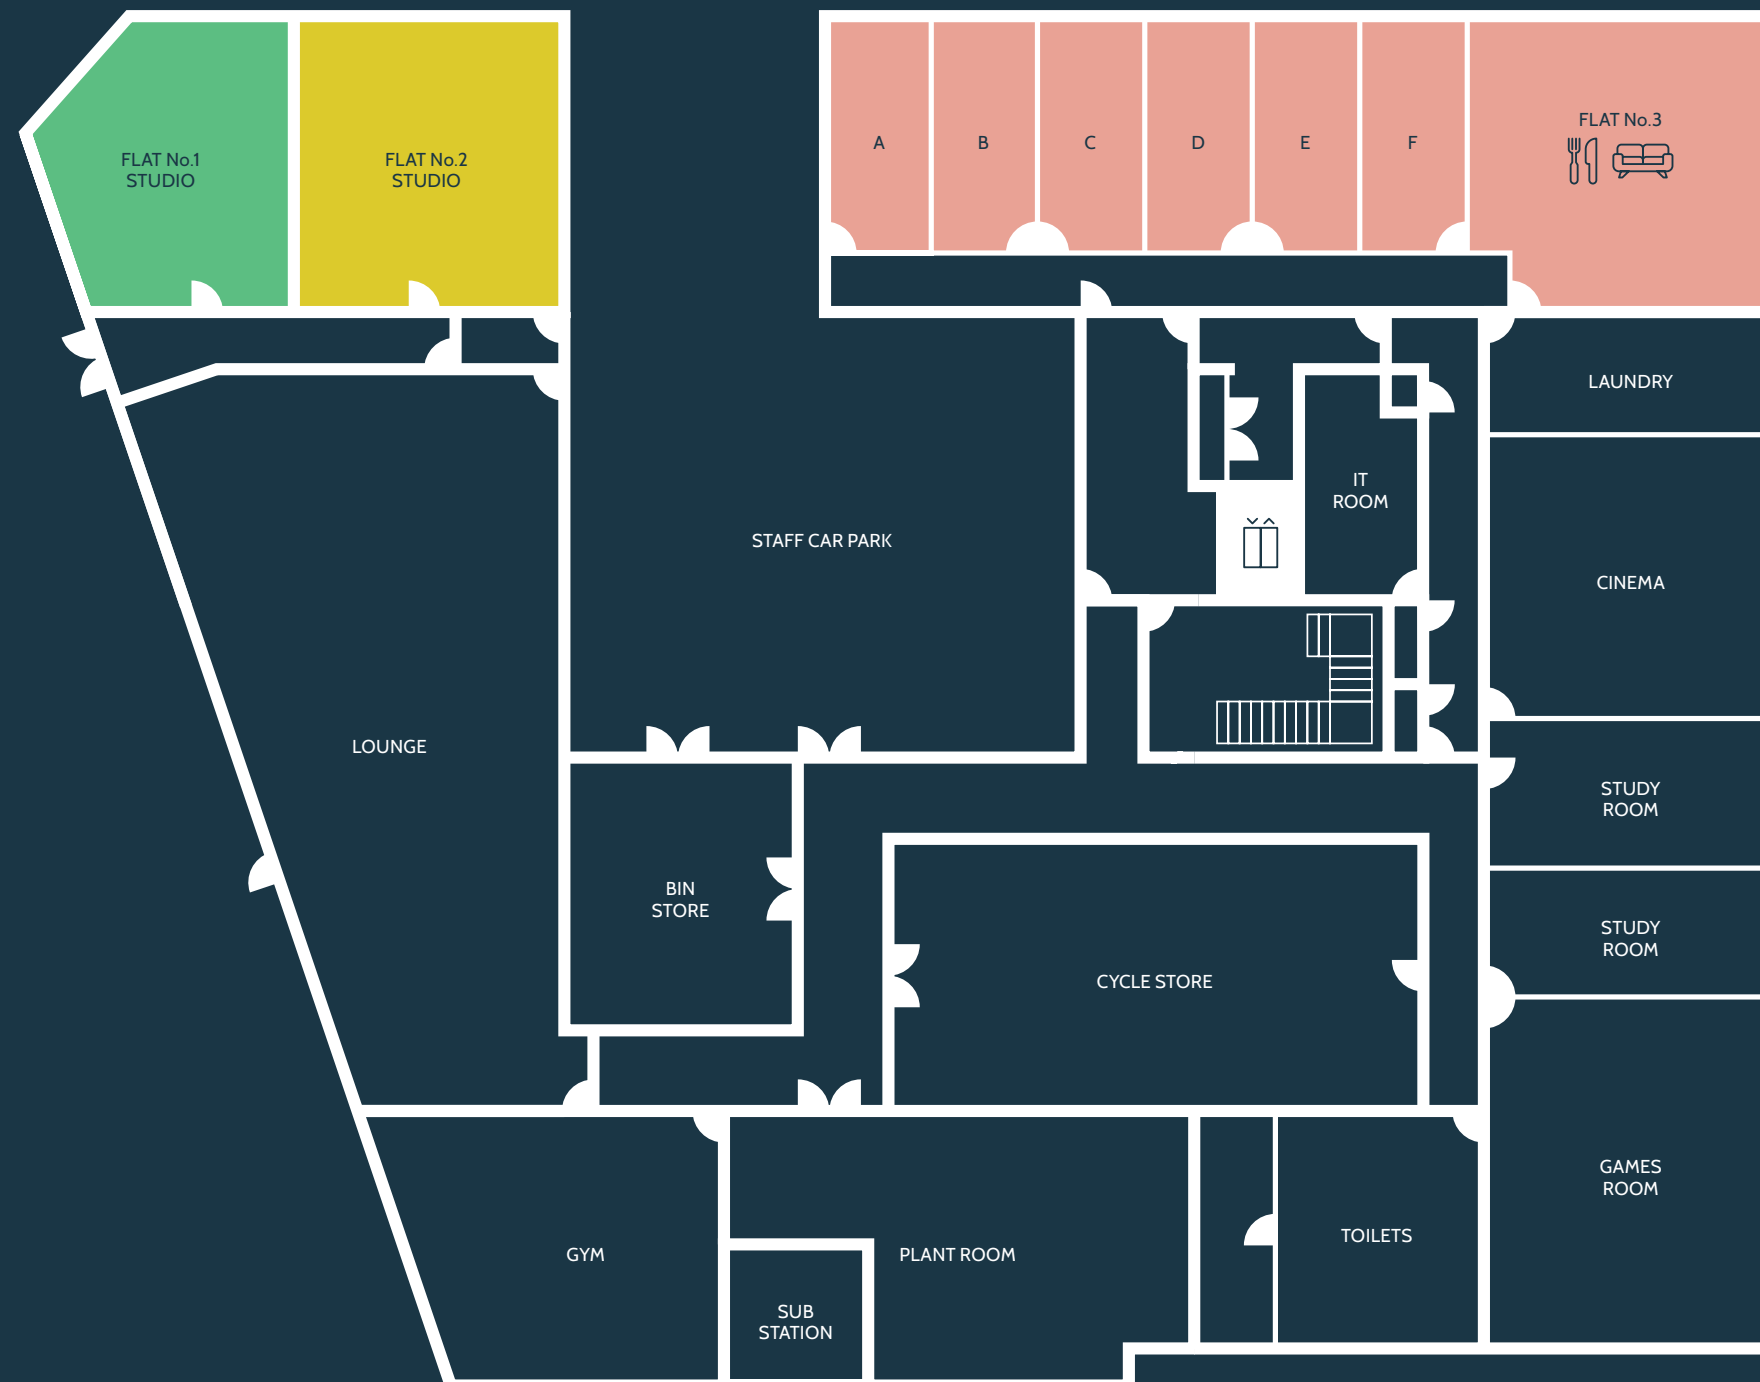 FLAT No.1
STUDIO
FLAT No.2
STUDIO
A
B
C
D
E
F
FLAT No.3
LAUNDRY
IT
ROOM
STAFF CAR PARK
CINEMA
LOUNGE
STUDY
ROOM
BIN
STORE
STUDY
ROOM
CYCLE STORE
GAMES
ROOM
GYM
PLANT ROOM
TOILETS
SUB
STATION